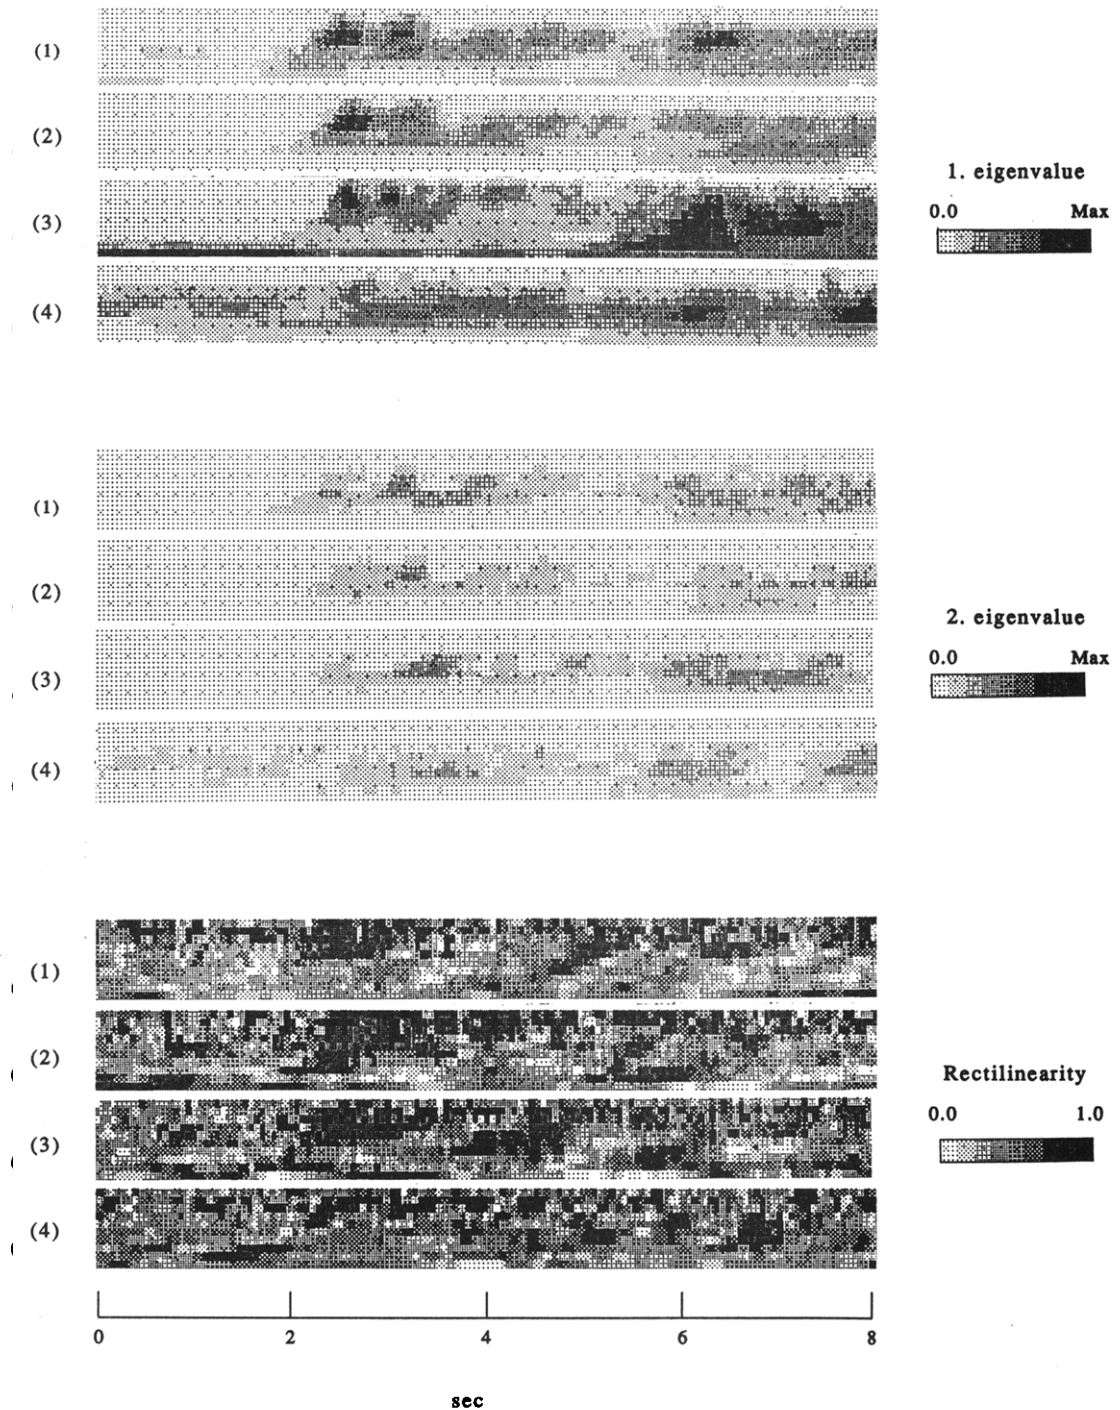 (1)
(2)
(3)
(4)
1. eigenvalue
0.0 Max
(1)
(2)
(3)
(4)
2. eigenvalue
0.0 Max
(1)
(2)
(3)
(4)
Rectilinearity
0.0 1.0
0 2 4 6 8
sec